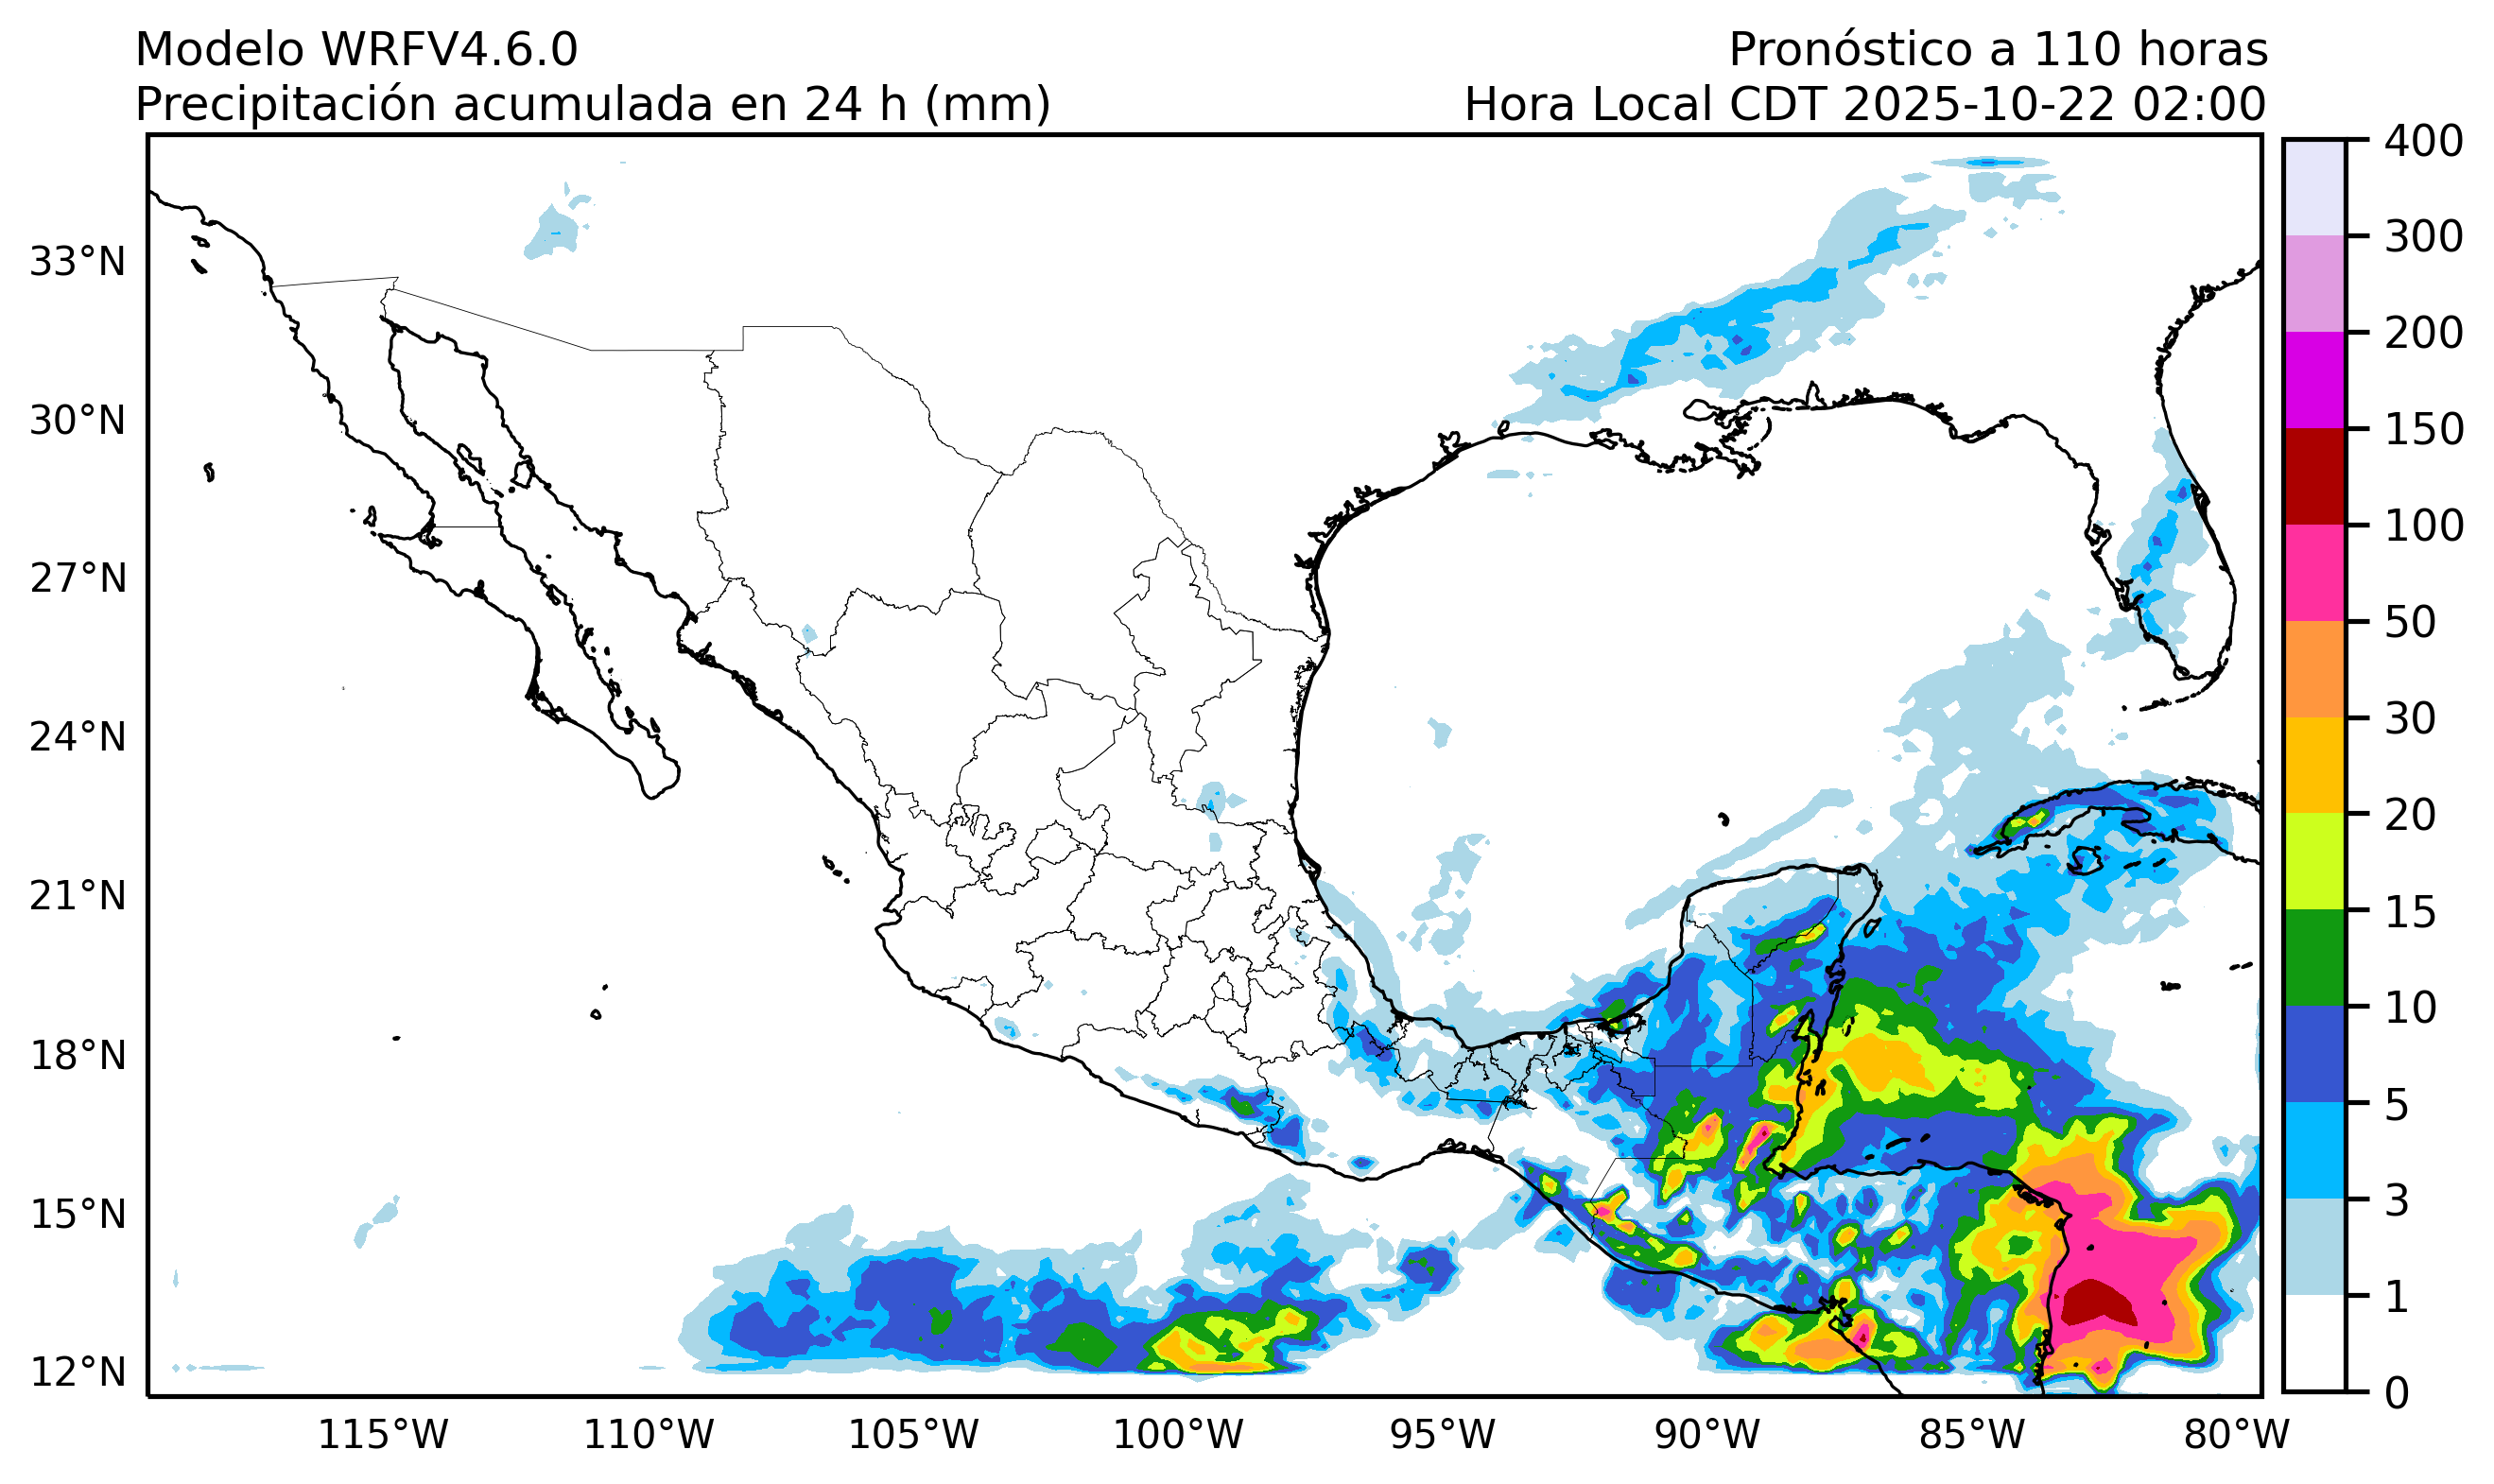 Modelo WRFV4.6.0
Pronóstico a 110 horas
Precipitación acumulada en 24 h (mm)
Hora Local CDT 2025-10-22 02:00
33°N
30°N
27°N
24°N
21°N
18°N
15°N
12°N
115°W
110°W
105°W
100°W
95°W
90°W
85°W
80°W
400
300
200
150
100
50
30
20
15
10
5
3
1
0